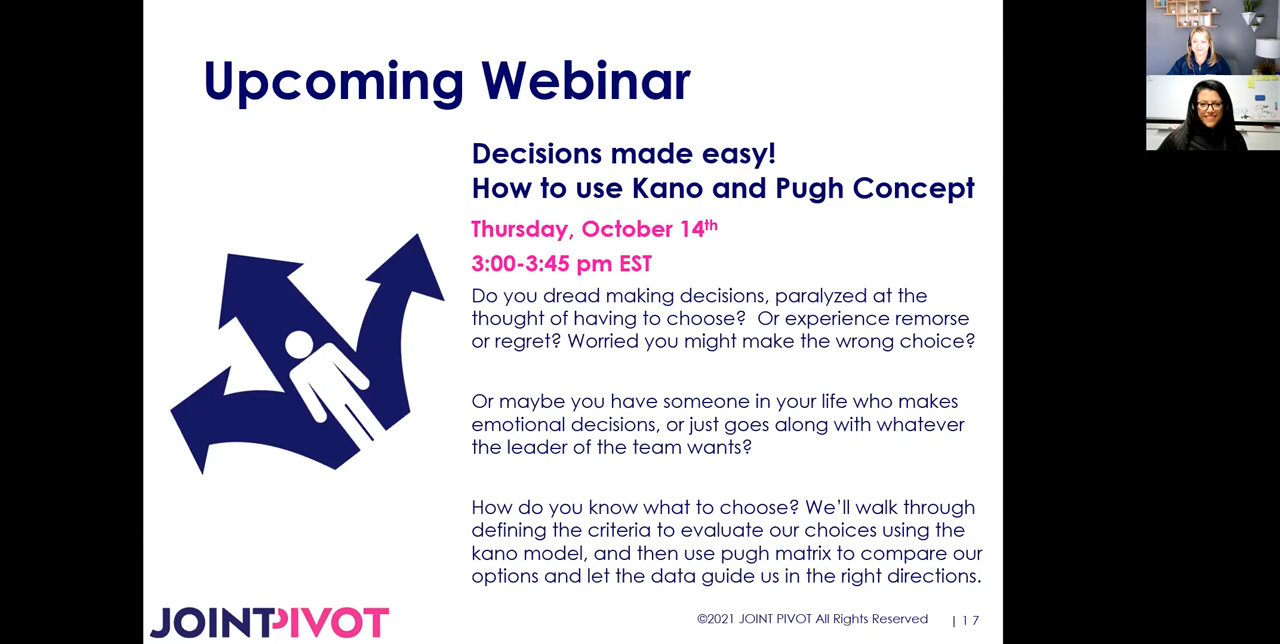 Upcoming Webinar
Decisions made easy!
How to use Kano and Pugh Concept
Thursday, October 14th
3:00-3:45 pm EST
Do you dread making decisions, paralyzed at the
thought of having to choose?  Or experience remorse
or regret? Worried you might make the wrong choice?
Or maybe you have someone in your life who makes
emotional decisions, or just goes along with whatever
the leader of the team wants?
How do you know what to choose? We’ll walk through
defining the criteria to evaluate our choices using the
kano model, and then use pugh matrix to compare our
options and let the data guide us in the right directions.
JOINTPIVOT
©2021 JOINT PIVOT All Rights Reserved
| 17